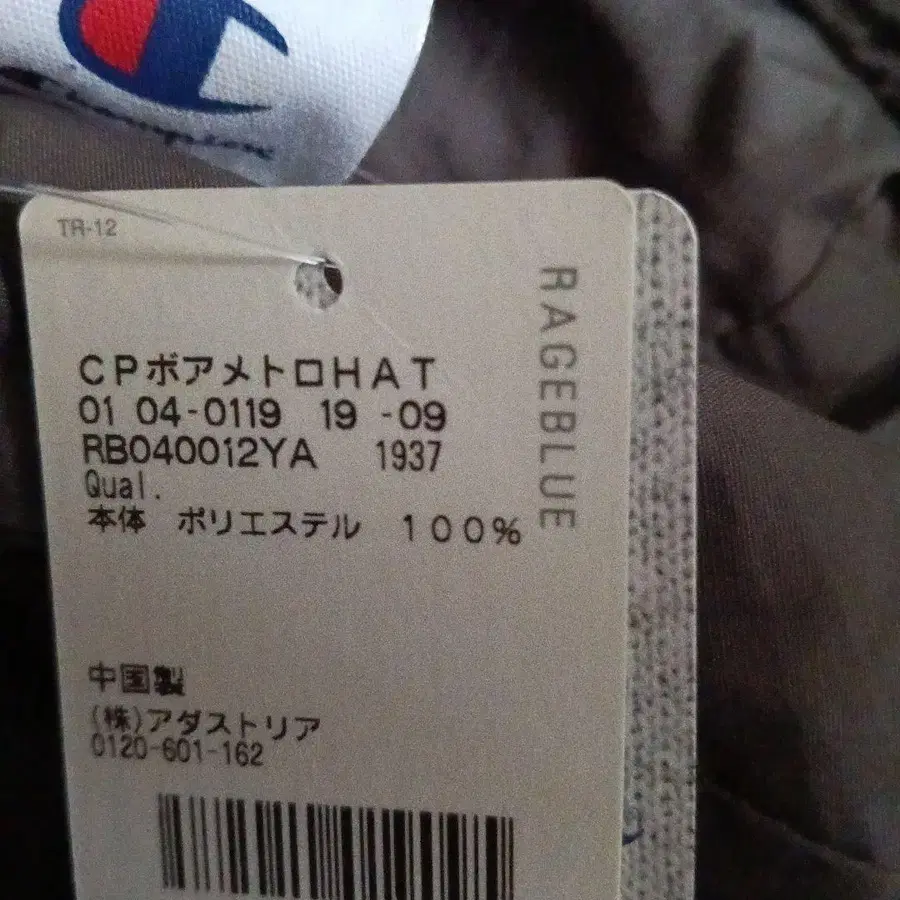 Champion
TR-12
RAGEBLUE
CPボアメトロHAT
01 04-0119 19 -09
RB040012YA 1937
Qual.
本体 ポリエステル 100%
中国製
(株)アダストリア
0120-601-162